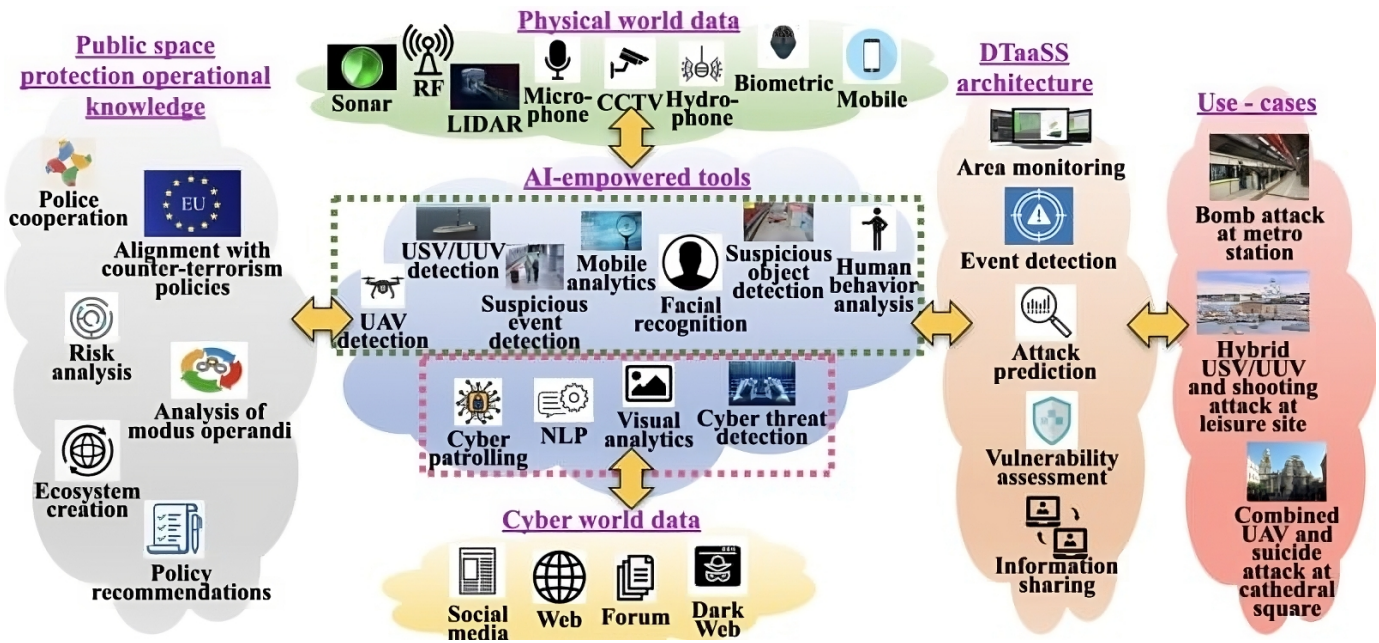 Public space
protection operational
knowledge
Police
cooperation
EU
Alignment with
counter-terrorism
policies
Risk
analysis
Analysis of
modus operandi
Ecosystem
creation
Policy
recommendations
Physical world data
Sonar
RF
LIDAR
Micro-
phone
CCTV
Hydro-
phone
Biometric
Mobile
AI-empowered tools
USV/UUV
detection
Mobile
analytics
Suspicious
object
detection
Human
behavior
analysis
UAV
detection
Suspicious
event
detection
Facial
recognition
Cyber
patrolling
NLP
Visual
analytics
Cyber threat
detection
Cyber world data
Social
media
Web
Forum
Dark
Web
DTaaSS
architecture
Area monitoring
Event detection
Attack
prediction
Vulnerability
assessment
Information
sharing
Use - cases
Bomb attack
at metro
station
Hybrid
USV/UUV
and shooting
attack at
leisure site
Combined
UAV and
suicide
attack at
cathedral
square